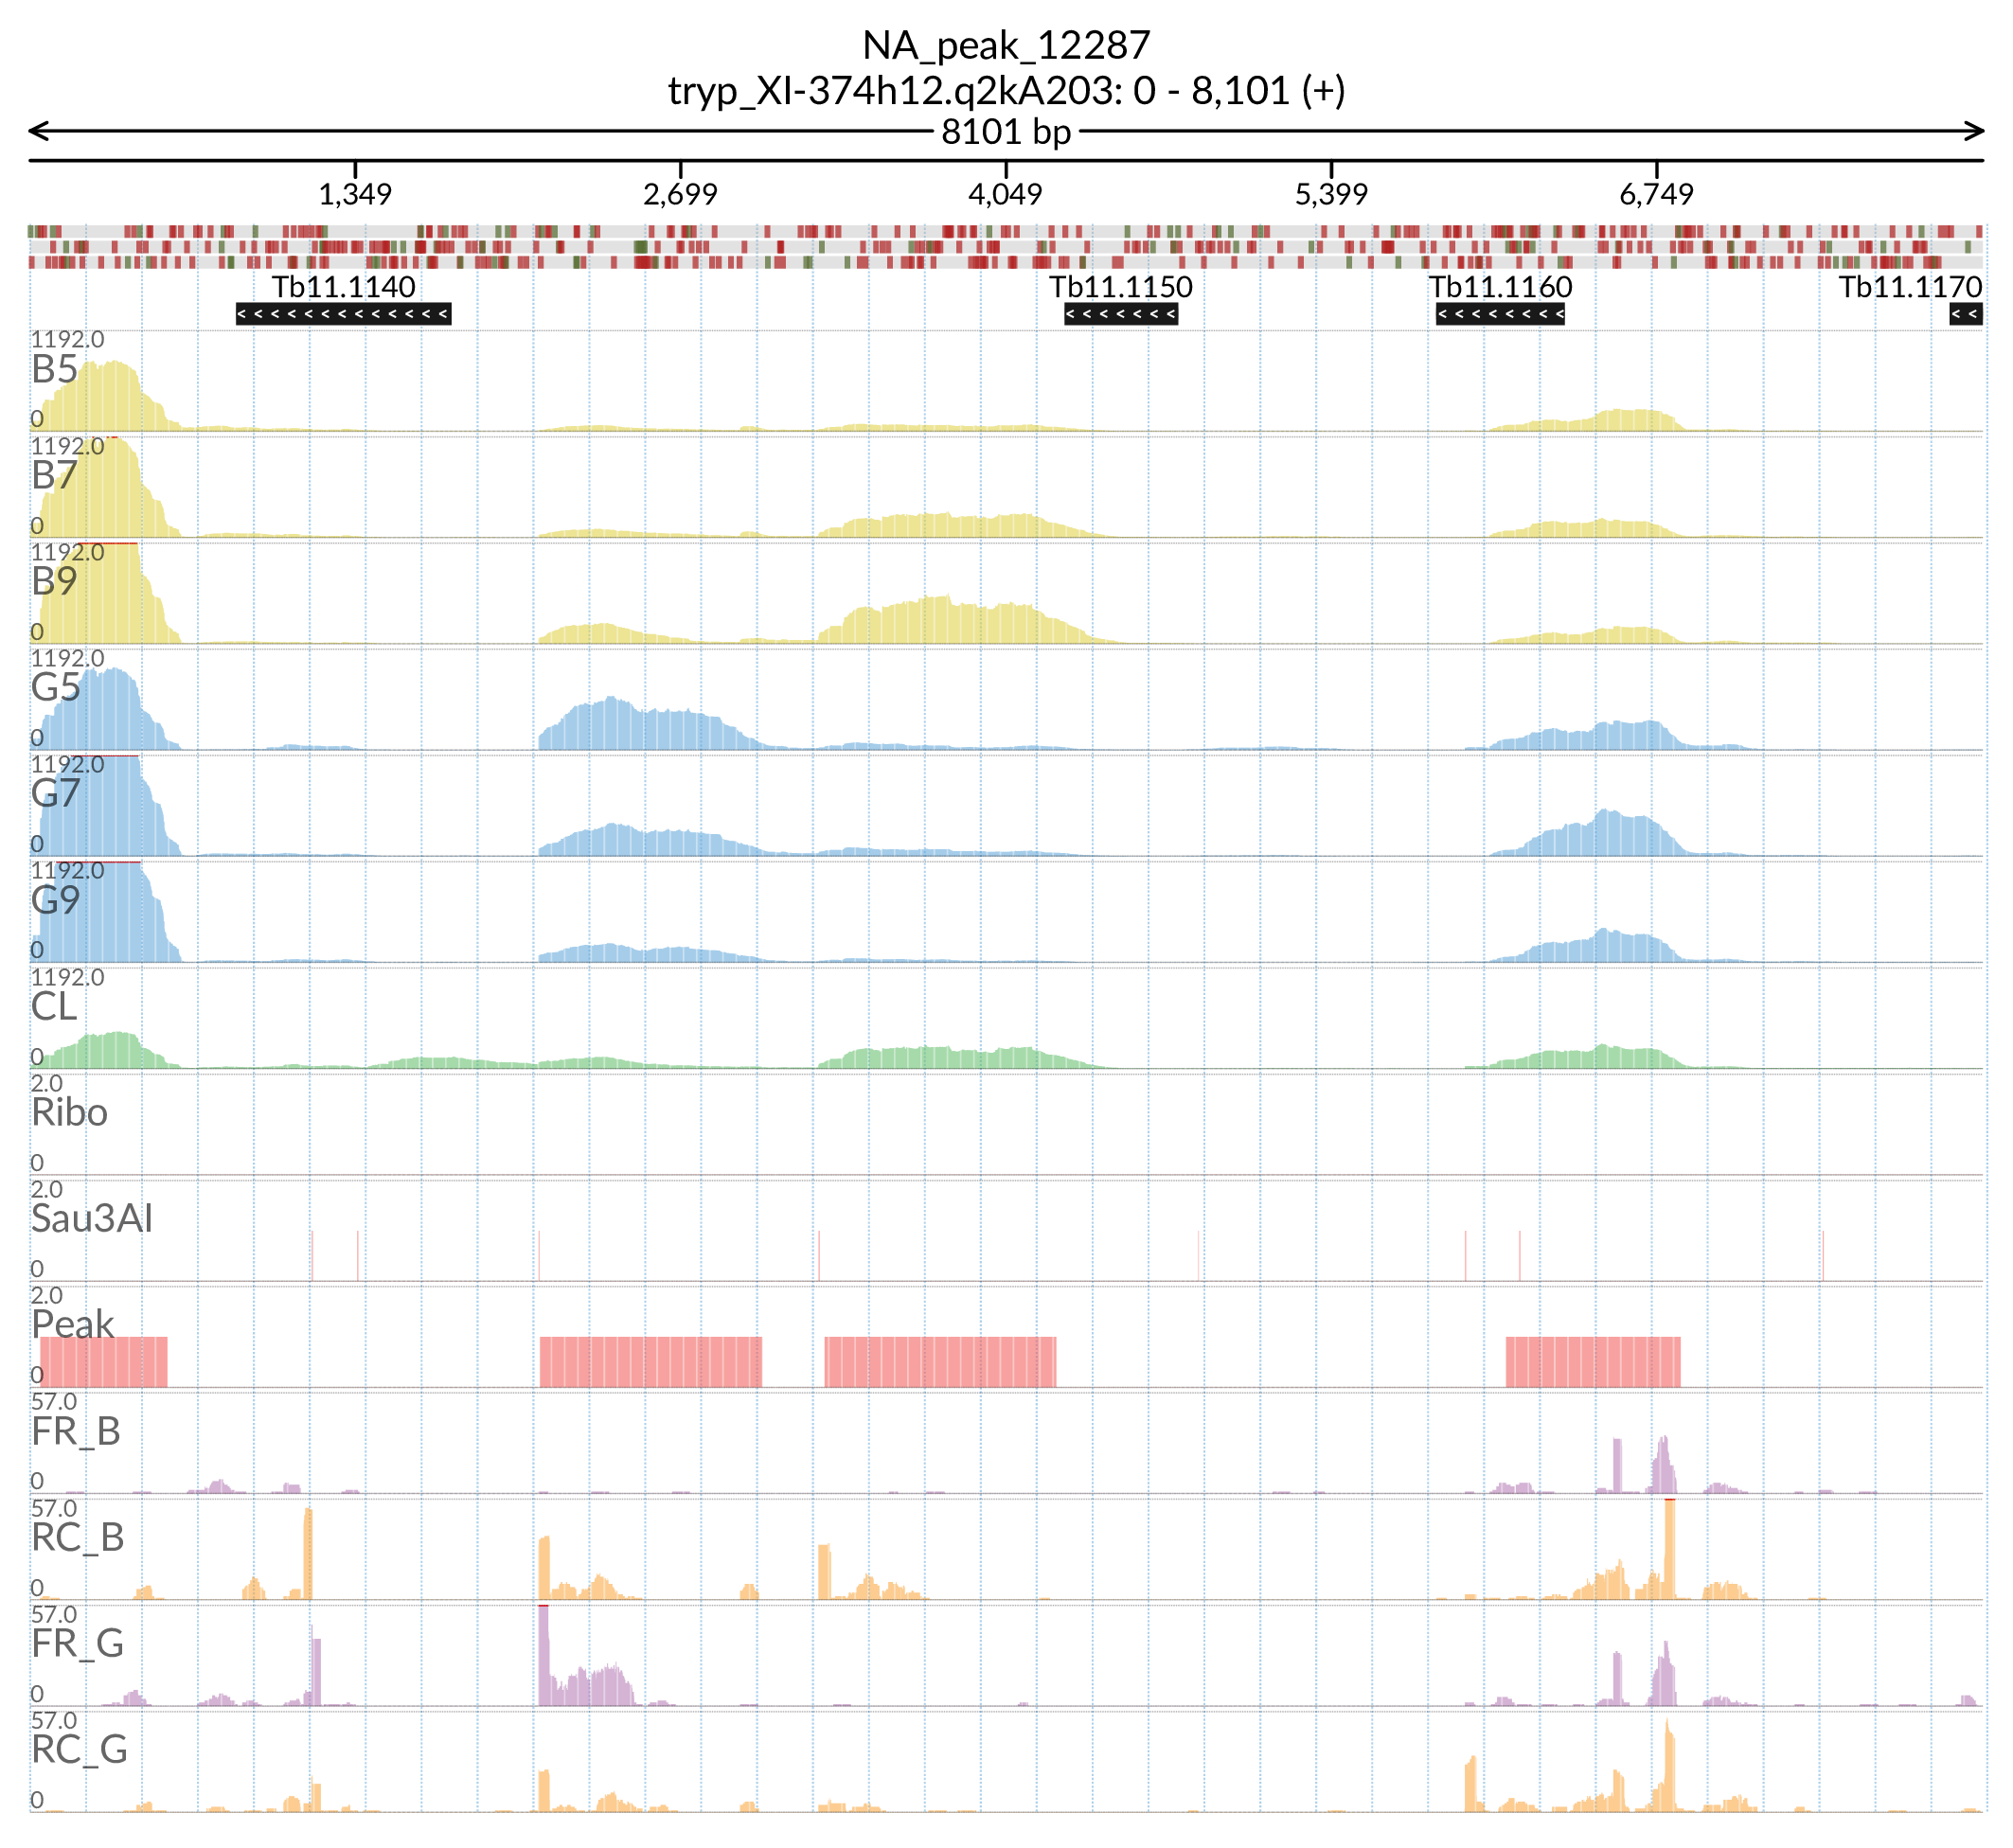 NA_peak_12287
tryp_XI-374h12.q2kA203: 0 - 8,101 (+)
8101 bp
1,349 2,699 4,049 5,399 6,749
Tb11.1140 Tb11.1150 Tb11.1160 Tb11.1170
1192.0
B5
0
1192.0
B7
0
1192.0
B9
0
1192.0
G5
0
1192.0
G7
0
1192.0
G9
0
1192.0
CL
0
2.0
Ribo
0
2.0
Sau3AI
0
2.0
Peak
0
57.0
FR_B
0
57.0
RC_B
0
57.0
FR_G
0
57.0
RC_G
0